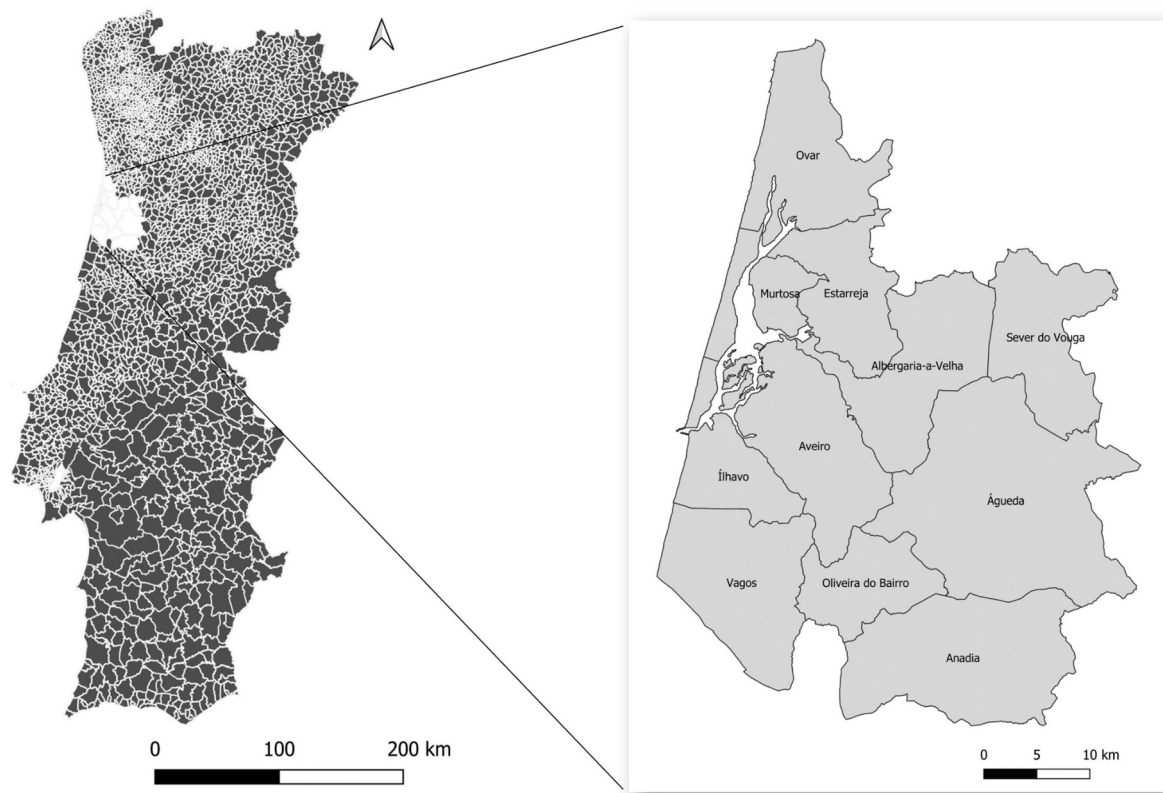 0 100 200 km
Ovar
Murtosa
Estarreja
Sever do Vouga
Albergaria-a-Velha
Aveiro
Ílhavo
Águeda
Vagos
Oliveira do Bairro
Anadia
0 5 10 km